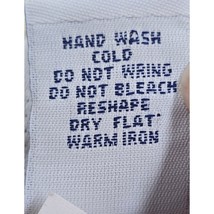 HAND WASH
COLD
DO NOT WRING
DO NOT BLEACH
RESHAPE
DRY FLAT
WARM IRON